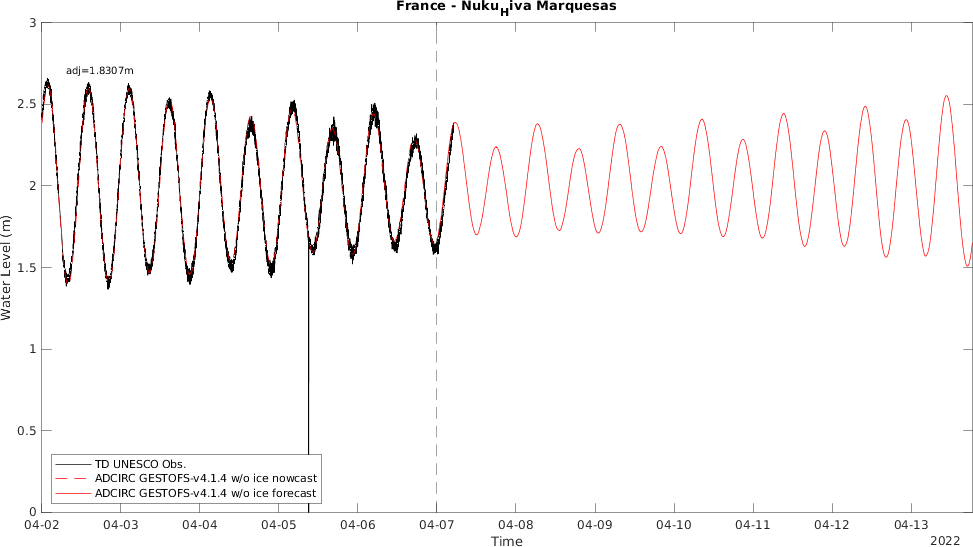 France - Nuku Hiva Marquesas
adj=1.8307m
3
2.5
2
1.5
1
0.5
0
Water Level (m)
TD UNESCO Obs.
ADCIRC GESTOFS-v4.1.4 w/o ice nowcast
ADCIRC GESTOFS-v4.1.4 w/o ice forecast
04-02 04-03 04-04 04-05 04-06 04-07 04-08 04-09 04-10 04-11 04-12 04-13
Time
2022